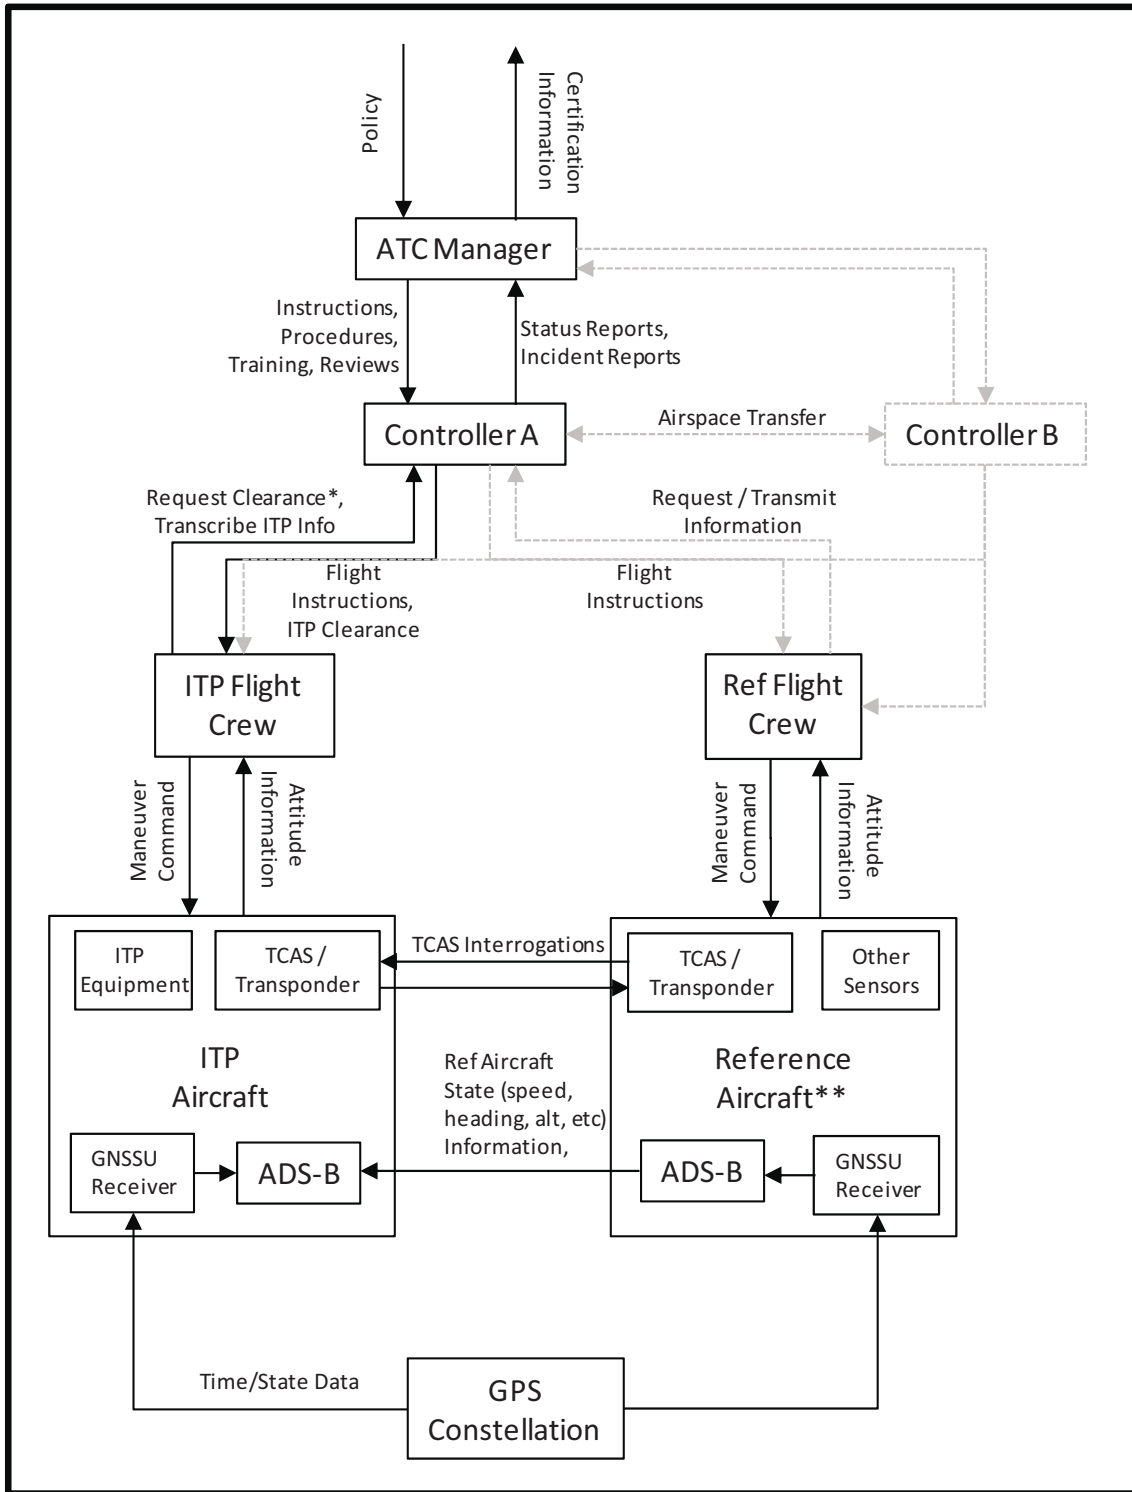 Policy
Certification
Information
ATC Manager
Instructions,
Procedures,
Training, Reviews
Status Reports,
Incident Reports
Controller A
Airspace Transfer
Controller B
Request Clearance*,
Transcribe ITP Info
Request / Transmit
Information
Flight
Instructions,
ITP Clearance
Flight
Instructions
ITP Flight
Crew
Ref Flight
Crew
Maneuver
Command
Attitude
Information
Maneuver
Command
Attitude
Information
ITP
Equipment
TCAS /
Transponder
TCAS Interrogations
TCAS /
Transponder
Other
Sensors
ITP
Aircraft
Ref Aircraft
State (speed,
heading, alt, etc)
Information,
Reference
Aircraft**
GNSSU
Receiver
ADS-B
ADS-B
GNSSU
Receiver
Time/State Data
GPS
Constellation